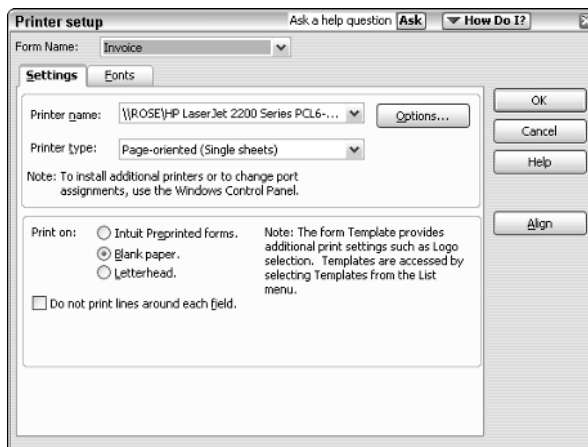 Printer setup
Ask a help question Ask How Do I?
Form Name: Invoice
Settings Fonts
Printer name: \\ROSE\HP LaserJet 2200 Series PCL6-... Options...
Printer type: Page-oriented (Single sheets)
Note: To install additional printers or to change port
assignments, use the Windows Control Panel.
Print on: Intuit Preprinted forms.
Blank paper.
Letterhead.
Do not print lines around each field.
Note: The form Template provides
additional print settings such as Logo
selection. Templates are accessed by
selecting Templates from the List
menu.
OK
Cancel
Help
Align